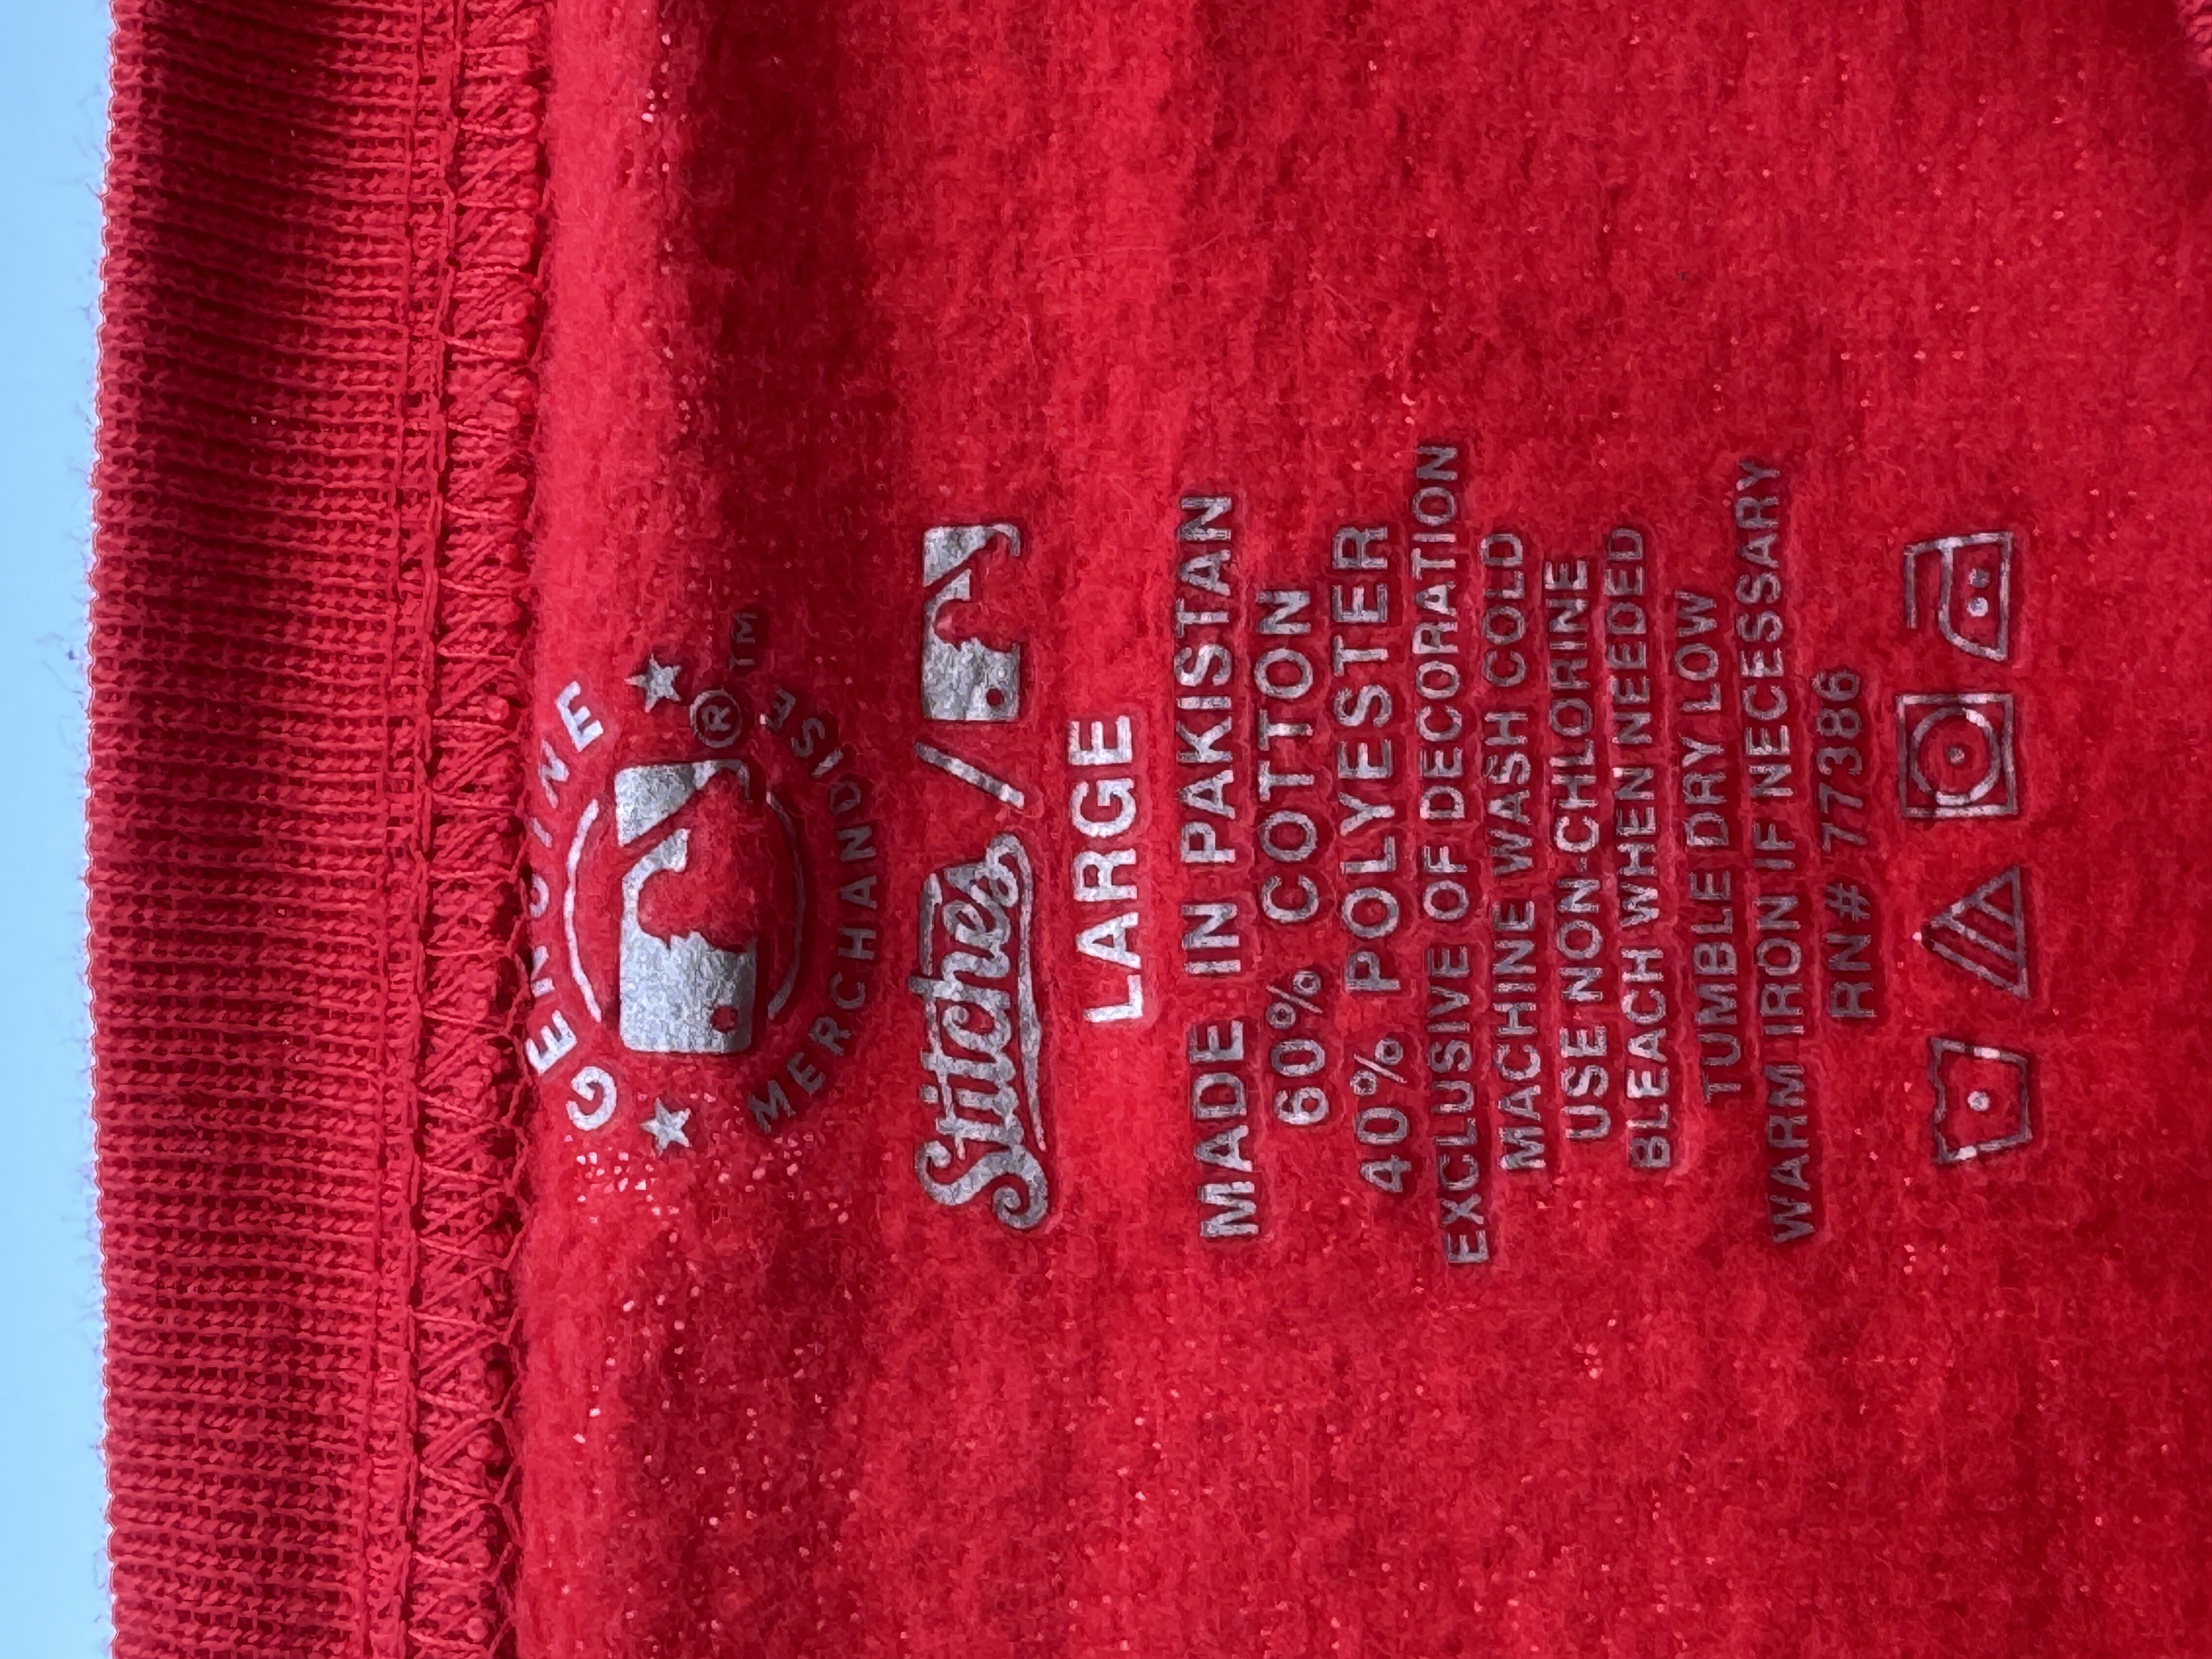 GENUINE
® ™
MERCHANDISE
Stitches /
LARGE
MADE IN PAKISTAN
60% COTTON
40% POLYESTER
EXCLUSIVE OF DECORATION
MACHINE WASH COLD
USE NON-CHLORINE
BLEACH WHEN NEEDED
TUMBLE DRY LOW
WARM IRON IF NECESSARY
RN# 77386